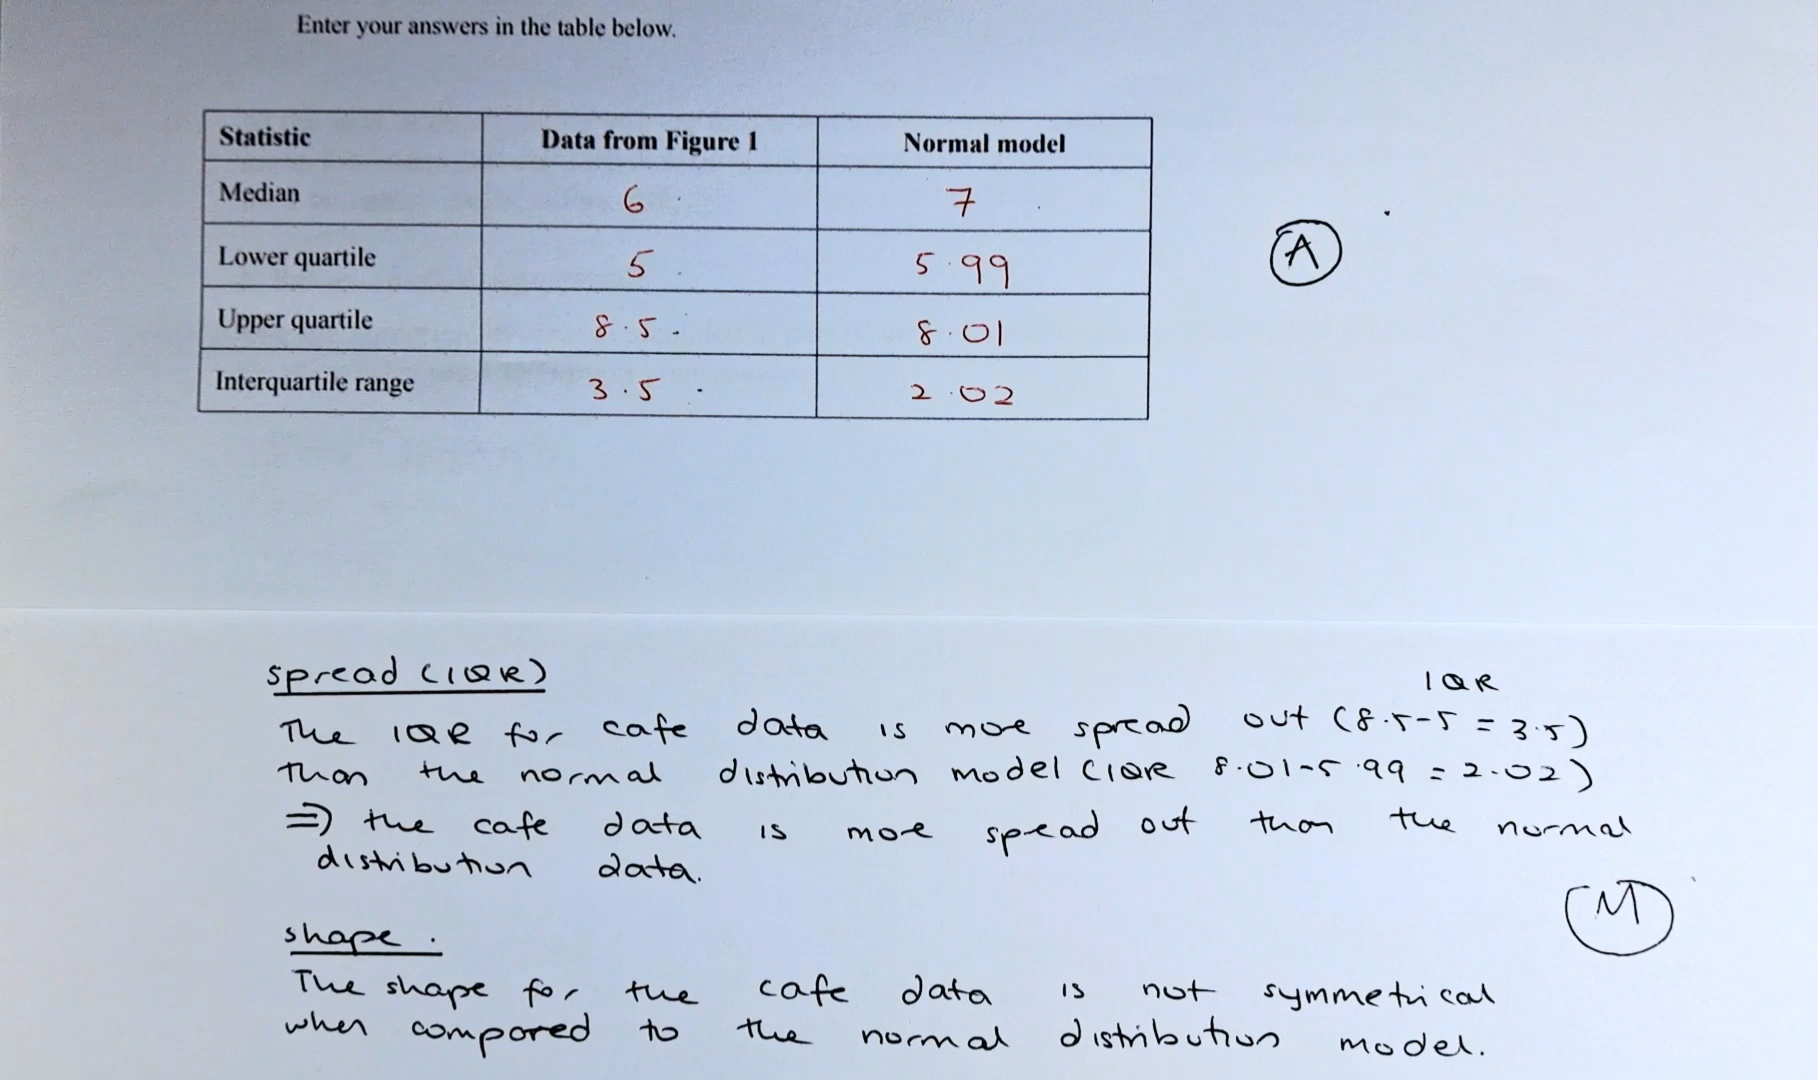 Enter your answers in the table below.
Statistic Data from Figure 1 Normal model
Median 6 7
Lower quartile 5 5.99
Upper quartile 8.5 8.01
Interquartile range 3.5 2.02
A
spread (IQR)
IQR
The IQR for cafe data is more spread out (8.5-5 = 3.5)
than the normal distribution model (IQR 8.01-5.99 = 2.02)
⇒ the cafe data is more spread out than the normal
distribution data.
M
shape.
The shape for the cafe data is not symmetrical
when compared to the normal distribution model.